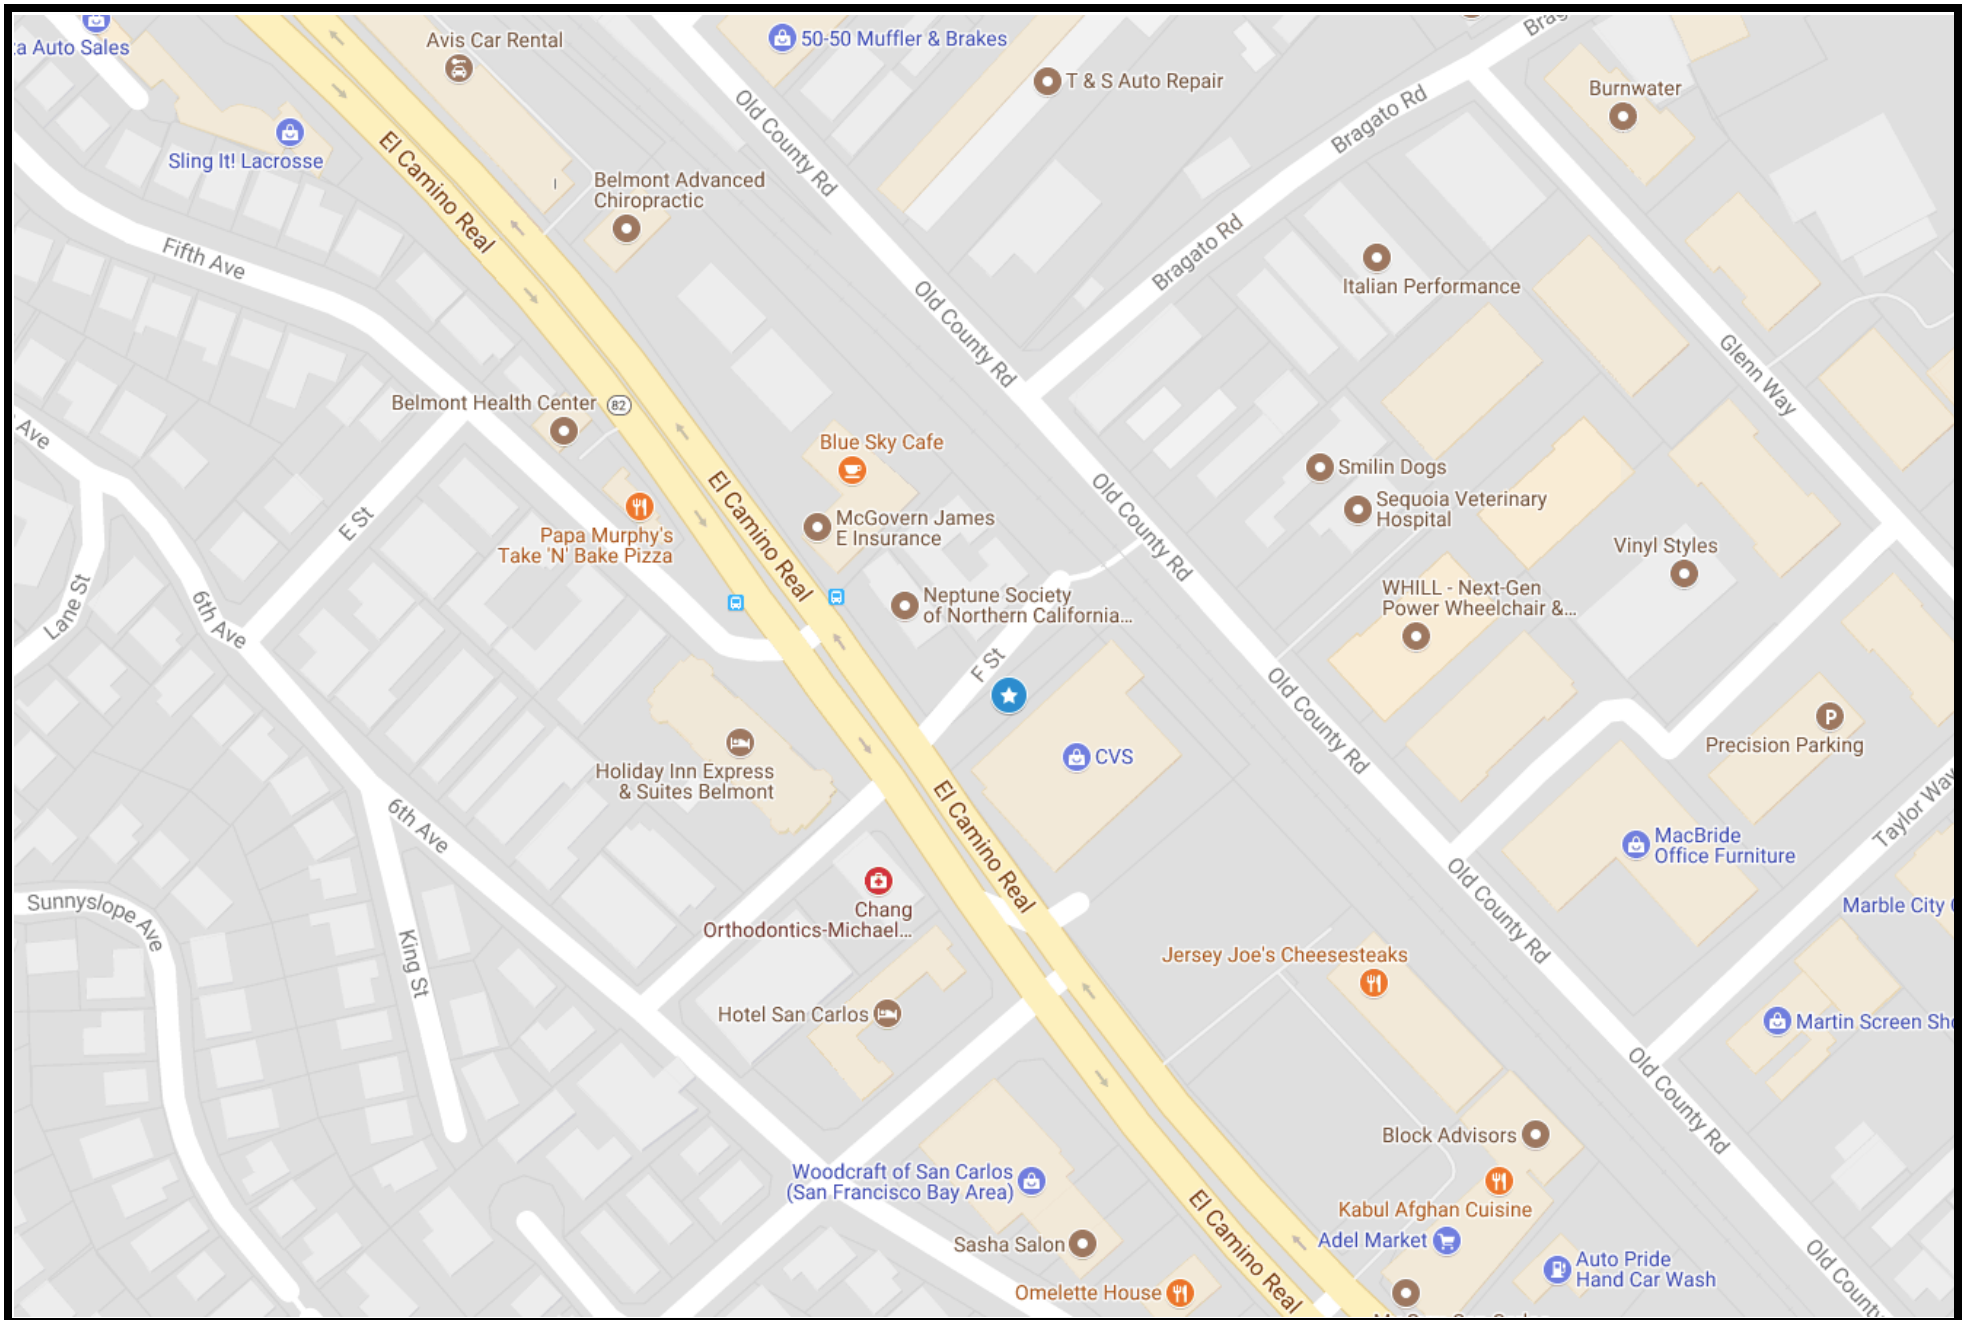 ta Auto Sales
Avis Car Rental
50-50 Muffler & Brakes
T & S Auto Repair
Burnwater
Old County Rd
Bragato Rd
Sling It! Lacrosse
El Camino Real
Belmont Advanced
Chiropractic
Fifth Ave
Bragato Rd
Italian Performance
Old County Rd
Glenn Way
Belmont Health Center
82
Ave
Blue Sky Cafe
Smilin Dogs
Sequoia Veterinary
Hospital
Old County Rd
El Camino Real
E St
Papa Murphy's
Take 'N' Bake Pizza
McGovern James
E Insurance
Vinyl Styles
WHILL - Next-Gen
Power Wheelchair &...
Neptune Society
of Northern California...
Lane St
6th Ave
F St
Old County Rd
P
Precision Parking
CVS
Holiday Inn Express
& Suites Belmont
El Camino Real
6th Ave
Taylor Way
MacBride
Office Furniture
Old County Rd
Marble City
Chang
Orthodontics-Michael...
Sunnyslope Ave
King St
Jersey Joe's Cheesesteaks
Hotel San Carlos
Martin Screen Sho
Old County Rd
Block Advisors
Woodcraft of San Carlos
(San Francisco Bay Area)
Kabul Afghan Cuisine
Adel Market
El Camino Real
Sasha Salon
Auto Pride
Hand Car Wash
Old County
Omelette House